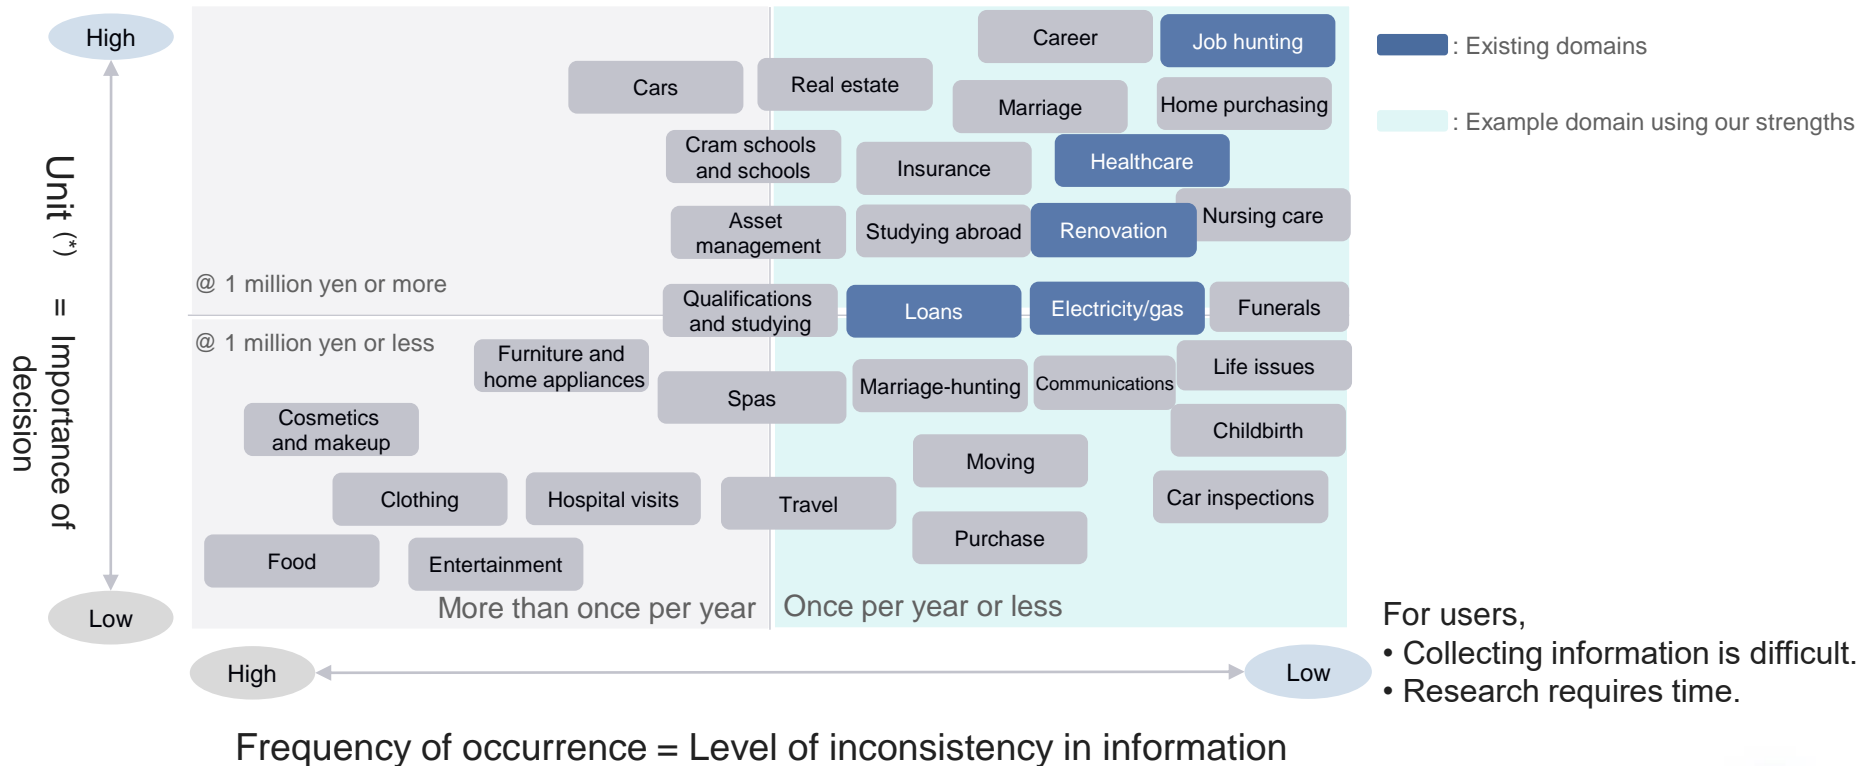 High
Career
Job hunting
: Existing domains
Cars
Real estate
Marriage
Home purchasing
: Example domain using our strengths
Cram schools
and schools
Insurance
Healthcare
Unit (*) = Importance of
decision
Asset
management
Studying abroad
Renovation
Nursing care
@ 1 million yen or more
Qualifications
and studying
Loans
Electricity/gas
Funerals
@ 1 million yen or less
Furniture and
home appliances
Spas
Marriage-hunting
Communications
Life issues
Cosmetics
and makeup
Childbirth
Moving
Clothing
Hospital visits
Travel
Car inspections
Purchase
Food
Entertainment
Low
More than once per year
Once per year or less
High
Low
For users,
• Collecting information is difficult.
• Research requires time.
Frequency of occurrence = Level of inconsistency in information